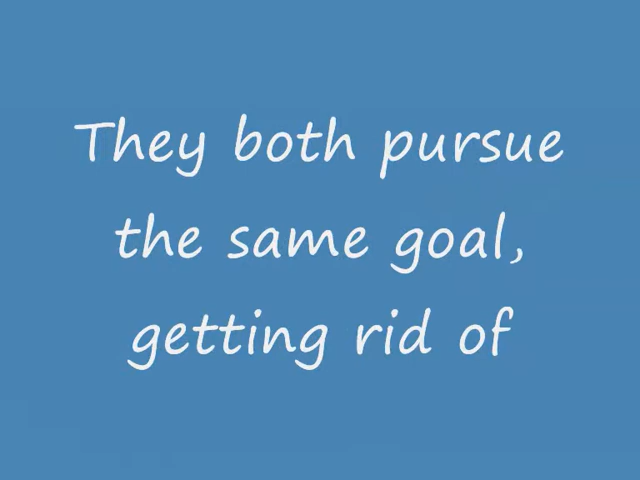 They both pursue
the same goal,
getting rid of